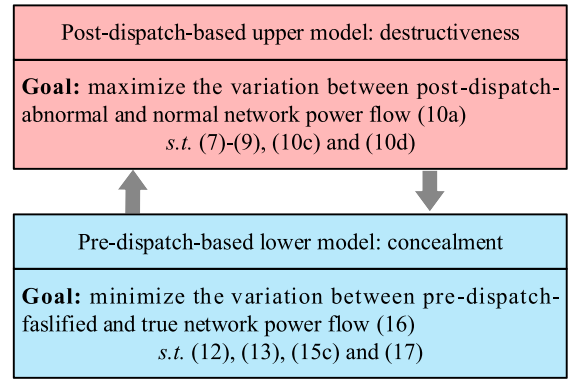 Post-dispatch-based upper model: destructiveness
Goal: maximize the variation between post-dispatch-
abnormal and normal network power flow (10a)
s.t. (7)-(9), (10c) and (10d)
Pre-dispatch-based lower model: concealment
Goal: minimize the variation between pre-dispatch-
faslified and true network power flow (16)
s.t. (12), (13), (15c) and (17)